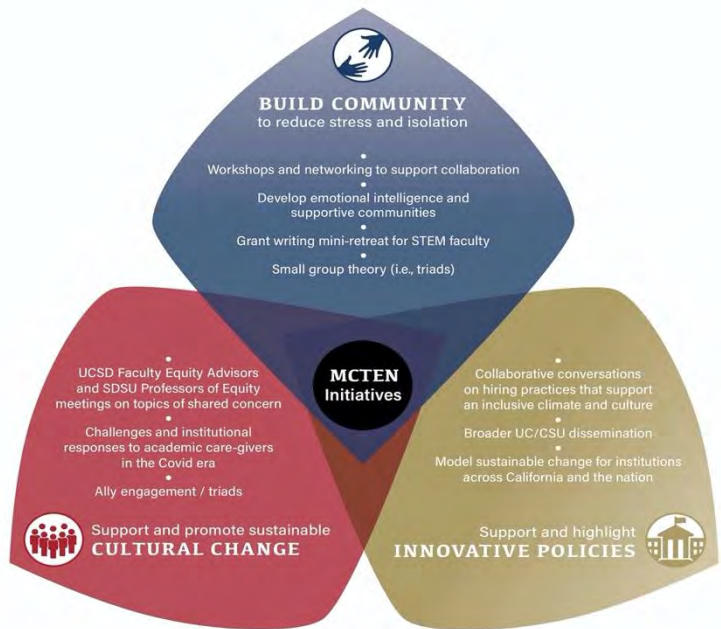 BUILD COMMUNITY
to reduce stress and isolation
• Workshops and networking to support collaboration
• Develop emotional intelligence and
supportive communities
• Grant writing mini-retreat for STEM faculty
• Small group theory (i.e., triads)
MCTEN
Initiatives
• UCSD Faculty Equity Advisors
and SDSU Professors of Equity
meetings on topics of shared concern
• Challenges and institutional
responses to academic care-givers
in the Covid era
• Ally engagement / triads
Support and promote sustainable
CULTURAL CHANGE
• Collaborative conversations
on hiring practices that support
an inclusive climate and culture
• Broader UC/CSU dissemination
• Model sustainable change for institutions
across California and the nation
Support and highlight
INNOVATIVE POLICIES